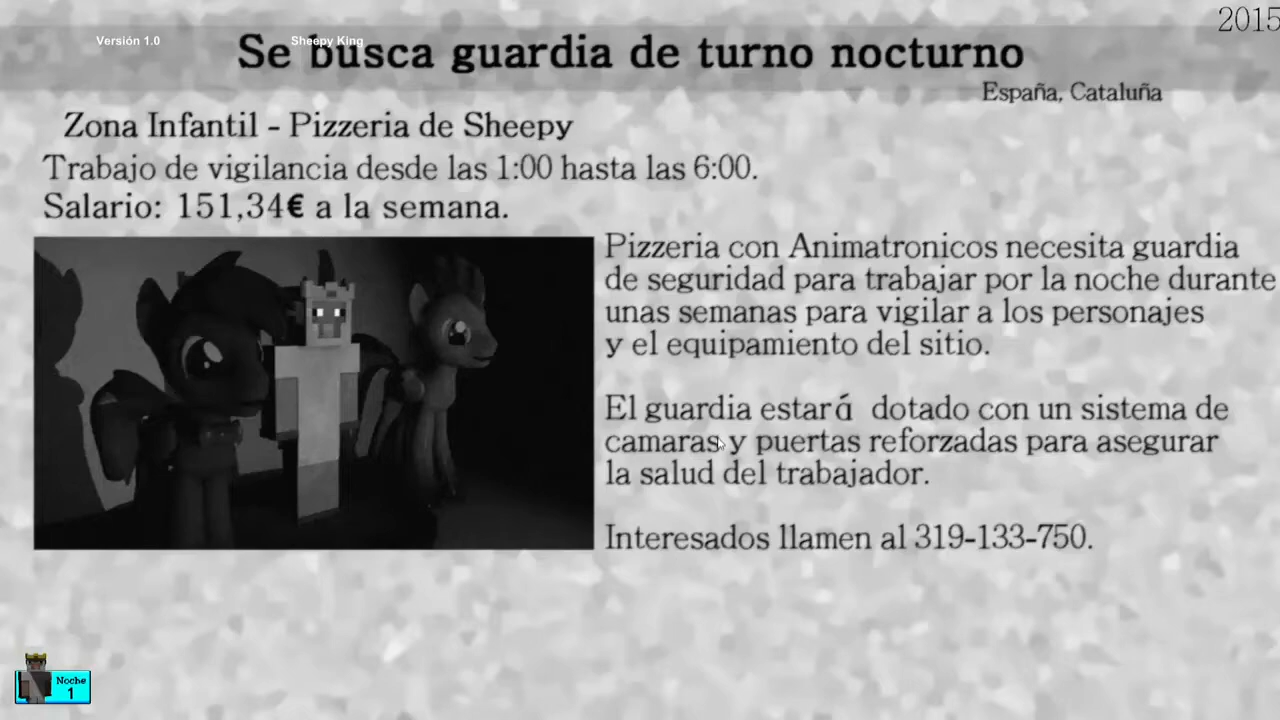 2015
Versión 1.0
Sheepy King
Se busca guardia de turno nocturno
España, Cataluña
Zona Infantil - Pizzeria de Sheepy
Trabajo de vigilancia desde las 1:00 hasta las 6:00.
Salario: 151,34€ a la semana.
Pizzeria con Animatronicos necesita guardia
de seguridad para trabajar por la noche durante
unas semanas para vigilar a los personajes
y el equipamiento del sitio.
El guardia estará dotado con un sistema de
camaras y puertas reforzadas para asegurar
la salud del trabajador.
Interesados llamen al 319-133-750.
Noche
1